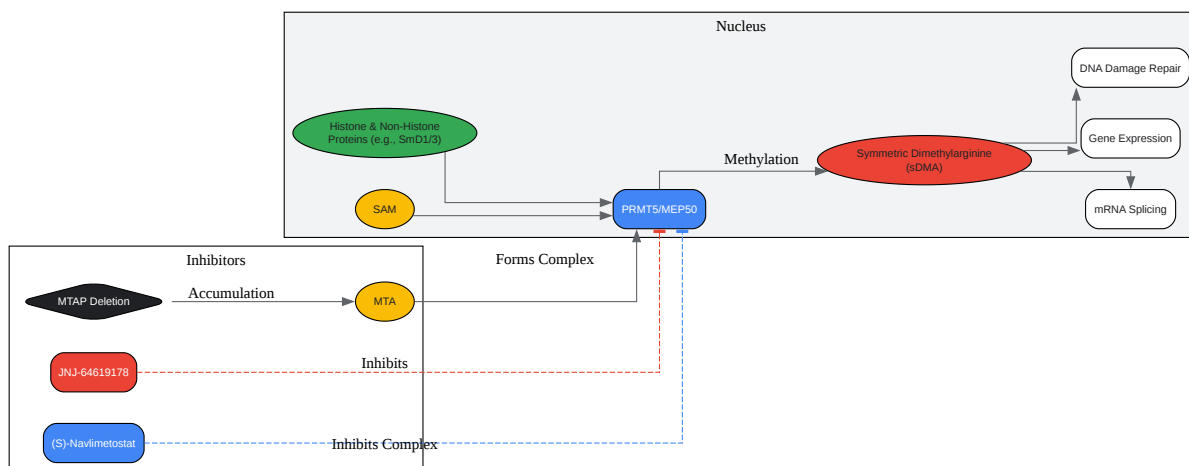 Nucleus
DNA Damage Repair
Histone & Non-Histone
Proteins (e.g., SmD1/3)
Gene Expression
Methylation
Symmetric Dimethylarginine
(sDMA)
SAM
PRMT5/MEP50
mRNA Splicing
Inhibitors
Forms Complex
MTAP Deletion
Accumulation
MTA
JNJ-64619178
Inhibits
(S)-Navlimetostat
Inhibits Complex